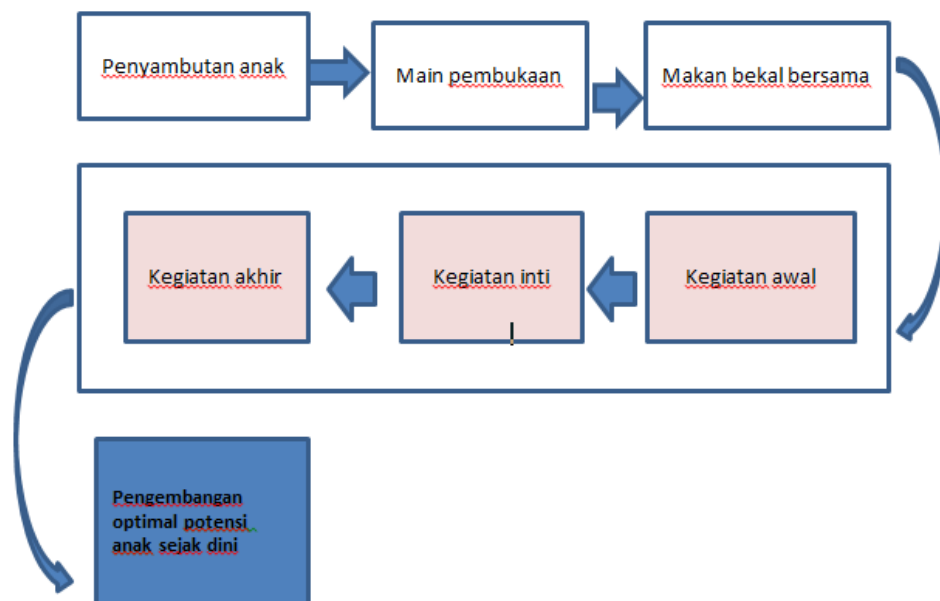 Penyambutan anak
Main pembukaan
Makan bekal bersama
Kegiatan akhir
Kegiatan inti
Kegiatan awal
Pengembangan
optimal potensi
anak sejak dini